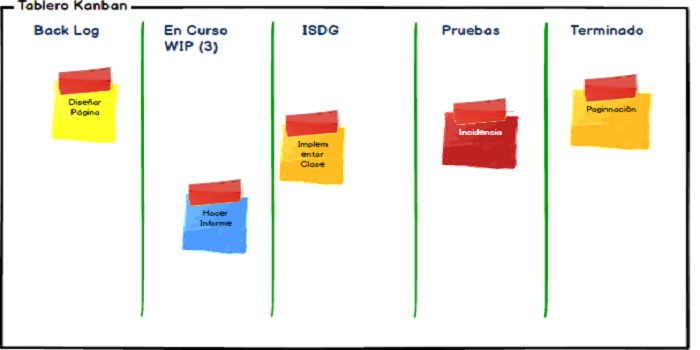 Tablero Kanban
Back Log
En Curso
WIP (3)
ISDG
Pruebas
Terminado
Diseñar
Página
Hacer
Informe
Implem
entar
Clase
Incidencia
Paginnación